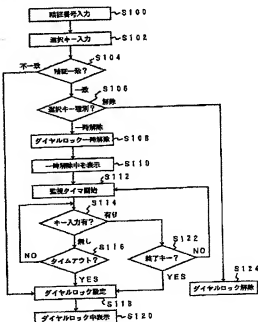 暗証番号入力 S100
選択キー入力 S102
S104
不一致 暗証一致?
一致 S106
選択キー種別? 解除
一時解除
ダイヤルロック一時解除 S108
一時解除中を表示 S110
S112
監視タイマ開始
S114
キー入力有? 有り
無し S116 S122
NO タイムアウト? 終了キー? NO
YES YES S124
ダイヤルロック設定 ダイヤルロック解除
S118
ダイヤルロック中表示 S120